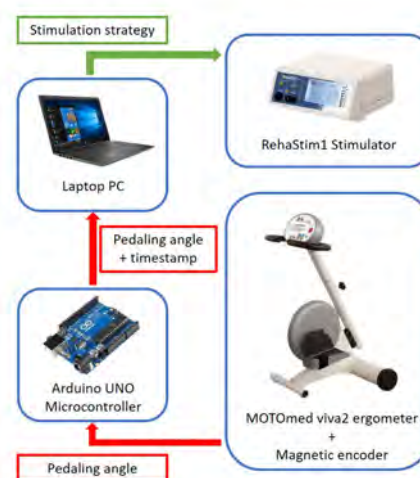 Stimulation strategy
RehaStim1 Stimulator
Laptop PC
Pedaling angle
+ timestamp
Arduino UNO
Microcontroller
MOTOmed viva2 ergometer
+
Magnetic encoder
Pedaling angle